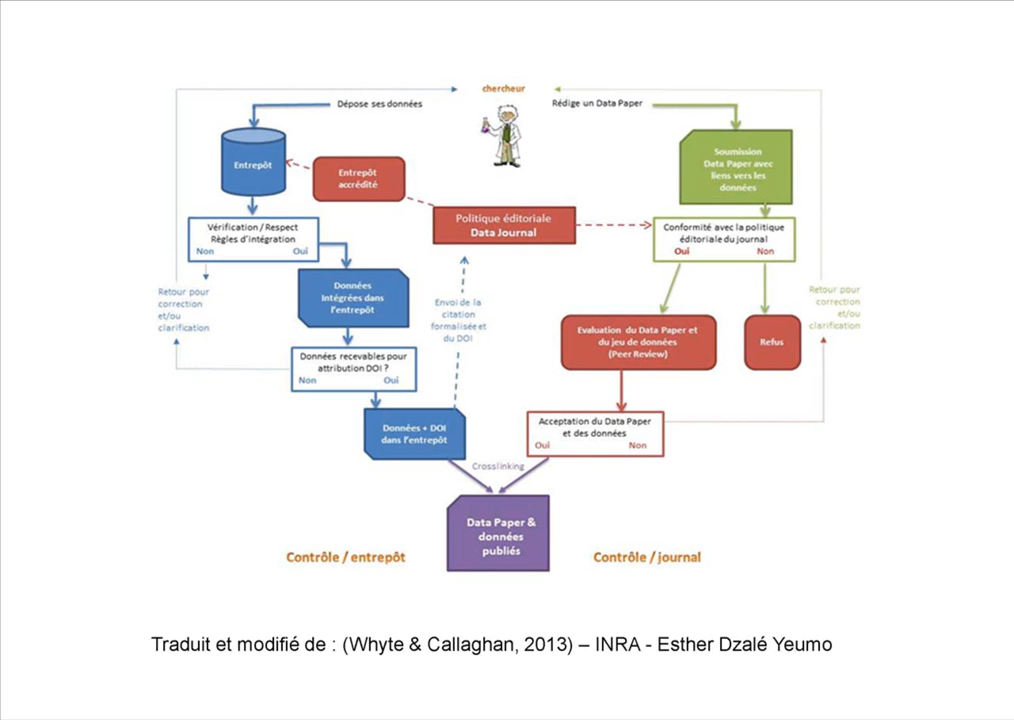 chercheur
Dépose ses données
Rédige un Data Paper
Entrepôt
Entrepôt
accrédité
Soumission
Data Paper avec
liens vers les
données
Politique éditoriale
Data Journal
Vérification / Respect
Règles d'intégration
Non Oui
Conformité avec la politique
éditoriale du journal
Oui Non
Données
Intégrées dans
l'entrepôt
Retour pour
correction
et/ou
clarification
Envoi de la
citation
formalisée et
du DOI
Retour pour
correction
et/ou
clarification
Evaluation du Data Paper et
du jeu de données
(Peer Review)
Refus
Données recevables pour
attribution DOI ?
Non Oui
Données + DOI
dans l'entrepôt
Acceptation du Data Paper
et des données
Oui Non
Crosslinking
Data Paper &
données
publiés
Contrôle / entrepôt
Contrôle / journal
Traduit et modifié de : (Whyte & Callaghan, 2013) – INRA - Esther Dzalé Yeumo